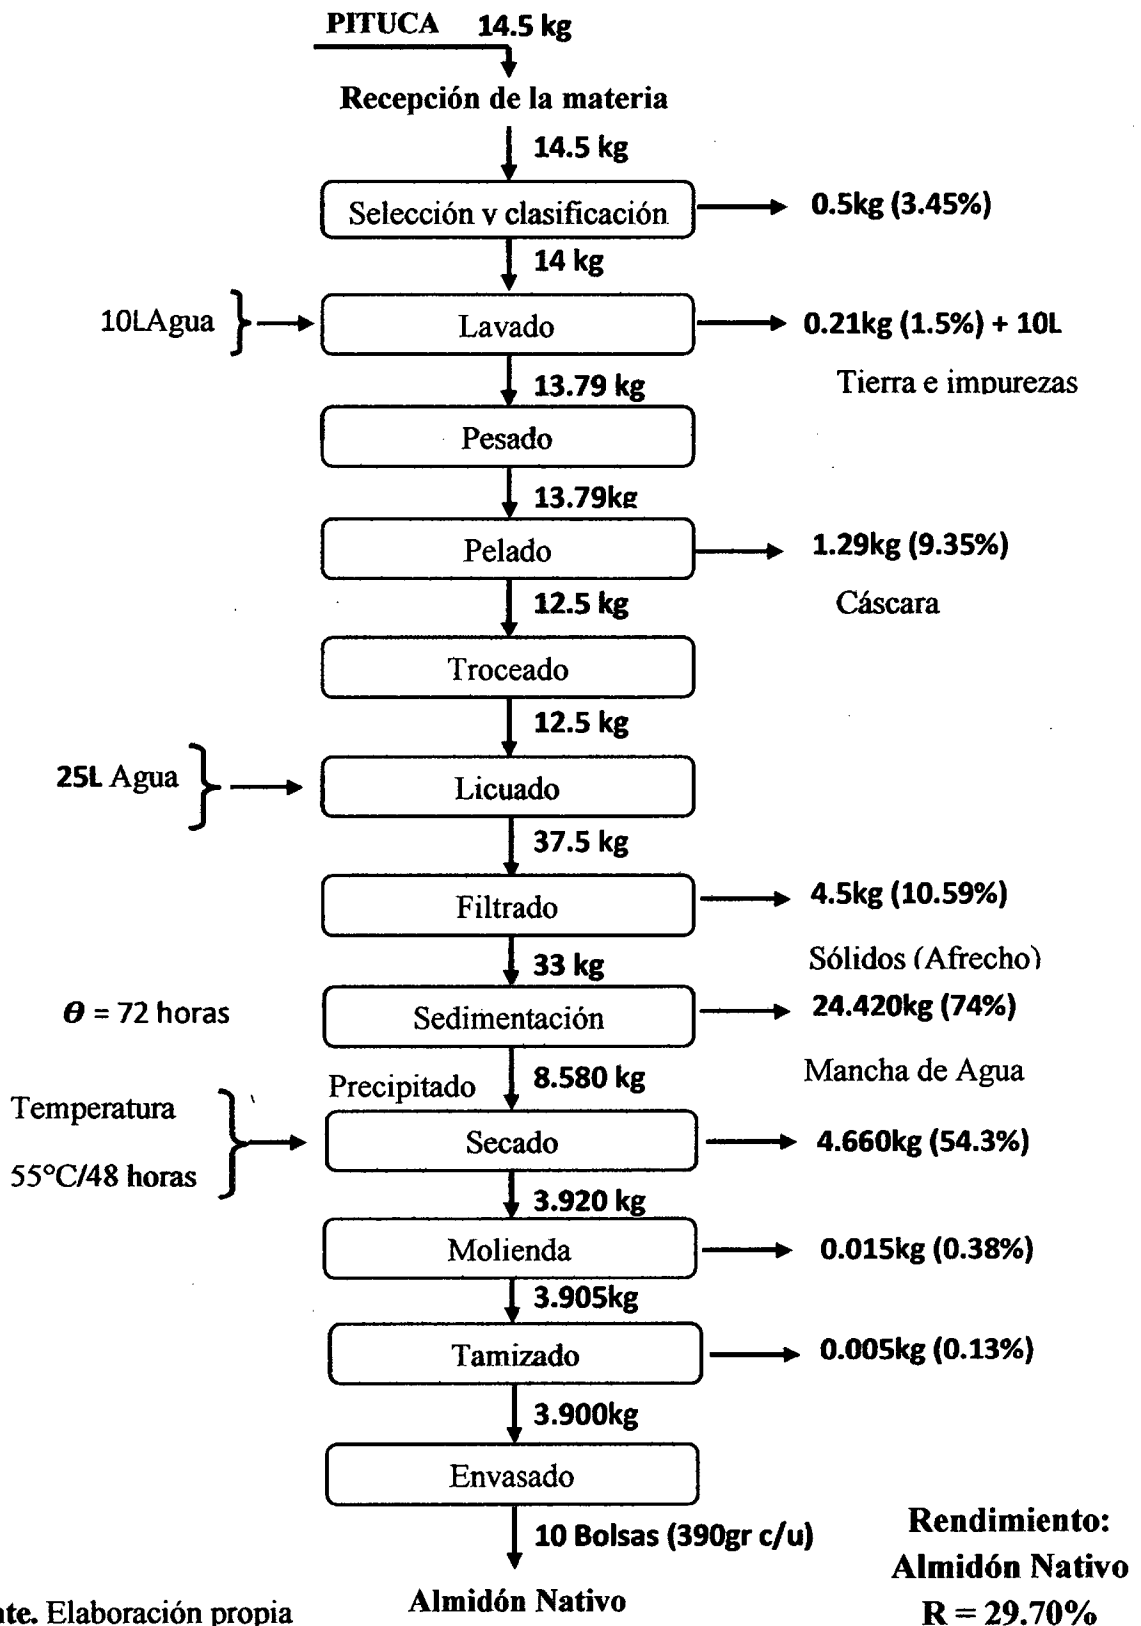 PITUCA 14.5 kg
Recepción de la materia
14.5 kg
Selección y clasificación
0.5kg (3.45%)
14 kg
10LAgua
Lavado
0.21kg (1.5%) + 10L
Tierra e impurezas
13.79 kg
Pesado
13.79kg
Pelado
1.29kg (9.35%)
Cáscara
12.5 kg
Troceado
12.5 kg
25L Agua
Licuado
37.5 kg
Filtrado
4.5kg (10.59%)
Sólidos (Afrecho)
33 kg
θ = 72 horas
Sedimentación
24.420kg (74%)
Mancha de Agua
Precipitado
8.580 kg
Temperatura
55°C/48 horas
Secado
4.660kg (54.3%)
3.920 kg
Molienda
0.015kg (0.38%)
3.905kg
Tamizado
0.005kg (0.13%)
3.900kg
Envasado
10 Bolsas (390gr c/u)
Almidón Nativo
Rendimiento:
Almidón Nativo
R = 29.70%
nte. Elaboración propia